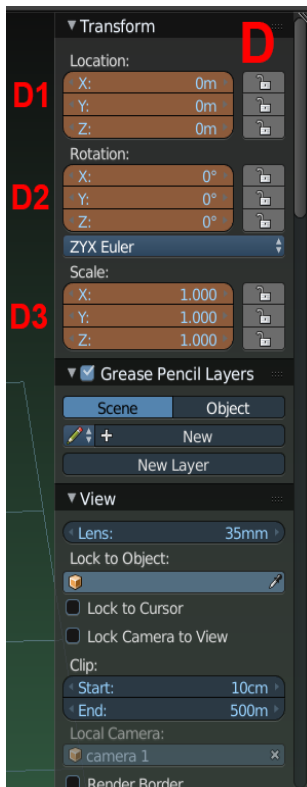 Transform
D
Location:
D1
X: 0m
Y: 0m
Z: 0m
Rotation:
D2
X: 0°
Y: 0°
Z: 0°
ZYX Euler
Scale:
D3
X: 1.000
Y: 1.000
Z: 1.000
Grease Pencil Layers
Scene Object
New
New Layer
View
Lens: 35mm
Lock to Object:
Lock to Cursor
Lock Camera to View
Clip:
Start: 10cm
End: 500m
Local Camera:
camera 1
Render Border